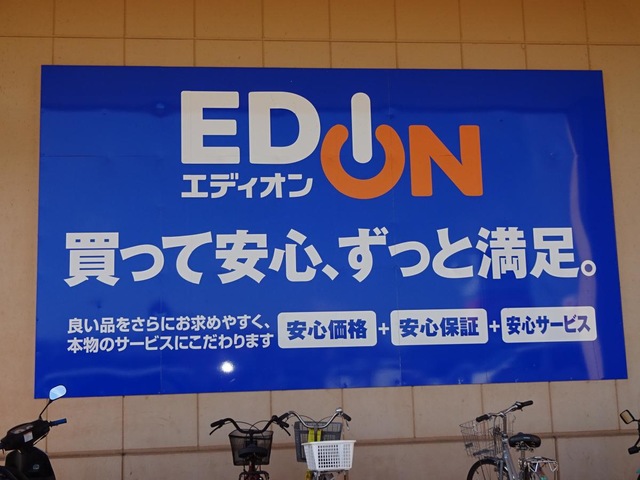 EDION
エディオン
買って安心、ずっと満足。
良い品をさらにお求めやすく、
本物のサービスにこだわります
安心価格+安心保証+安心サービス